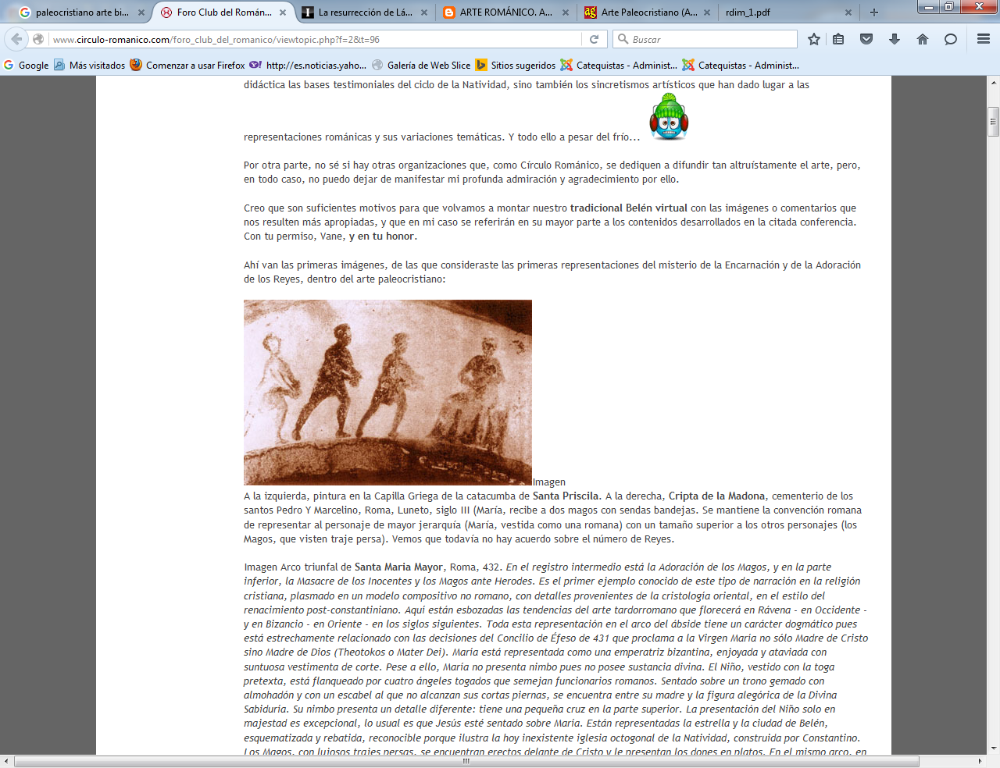 paleocristiano arte bi...
Foro Club del Román...
La resurrección de Lá...
ARTE ROMÁNICO. A...
Arte Paleocristiano (A...
rdim_1.pdf
www.circulo-romanico.com/foro_club_del_romanico/viewtopic.php?f=2&t=96
Buscar
Google
Más visitados
Comenzar a usar Firefox
http://es.noticias.yaho...
Galería de Web Slice
Sitios sugeridos
Catequistas - Administ...
Catequistas - Administ...
didáctica las bases testimoniales del ciclo de la Natividad, sino también los sincretismos artísticos que han dado lugar a las
representaciones románicas y sus variaciones temáticas. Y todo ello a pesar del frío...
Por otra parte, no sé si hay otras organizaciones que, como Círculo Románico, se dediquen a difundir tan altruístamente el arte, pero,
en todo caso, no puedo dejar de manifestar mi profunda admiración y agradecimiento por ello.
Creo que son suficientes motivos para que volvamos a montar nuestro tradicional Belén virtual con las imágenes o comentarios que
nos resulten más apropiadas, y que en mi caso se referirán en su mayor parte a los contenidos desarrollados en la citada conferencia.
Con tu permiso, Vane, y en tu honor.
Ahí van las primeras imágenes, de las que consideraste las primeras representaciones del misterio de la Encarnación y de la Adoración
de los Reyes, dentro del arte paleocristiano:
Imagen
A la izquierda, pintura en la Capilla Griega de la catacumba de Santa Priscila. A la derecha, Cripta de la Madona, cementerio de los
santos Pedro Y Marcelino, Roma, Luneto, siglo III (María, recibe a dos magos con sendas bandejas. Se mantiene la convención romana
de representar al personaje de mayor jerarquía (María, vestida como una romana) con un tamaño superior a los otros personajes (los
Magos, que visten traje persa). Vemos que todavía no hay acuerdo sobre el número de Reyes.
Imagen Arco triunfal de Santa Maria Mayor, Roma, 432. En el registro intermedio está la Adoración de los Magos, y en la parte
inferior, la Masacre de los Inocentes y los Magos ante Herodes. Es el primer ejemplo conocido de este tipo de narración en la religión
cristiana, plasmado en un modelo compositivo no romano, con detalles provenientes de la cristología oriental, en el estilo del
renacimiento post-constantiniano. Aquí están esbozadas las tendencias del arte tardorromano que florecerá en Rávena - en Occidente -
y en Bizancio - en Oriente - en los siglos siguientes. Toda esta representación en el arco del ábside tiene un carácter dogmático pues
está estrechamente relacionado con las decisiones del Concilio de Éfeso de 431 que proclama a la Virgen María no sólo Madre de Cristo
sino Madre de Dios (Theotokos o Mater Dei). María está representada como una emperatriz bizantina, enjoyada y ataviada con
suntuosa vestimenta de corte. Pese a ello, María no presenta nimbo pues no posee sustancia divina. El Niño, vestido con la toga
pretexta, está flanqueado por cuatro ángeles togados que semejan funcionarios romanos. Sentado sobre un trono gemado con
almohadón y con un escabel al que no alcanzan sus cortas piernas, se encuentra entre su madre y la figura alegórica de la Divina
Sabiduría. Su nimbo presenta un detalle diferente: tiene una pequeña cruz en la parte superior. La presentación del Niño solo en
majestad es excepcional, lo usual es que Jesús esté sentado sobre María. Están representadas la estrella y la ciudad de Belén,
esquematizada y rebatida, reconocible porque ilustra la hoy inexistente iglesia octogonal de la Natividad, construida por Constantino.
Los Magos, con lujosos trajes persas, se encuentran erectos delante de Cristo y le presentan los dones en platos. En el mismo arco, en